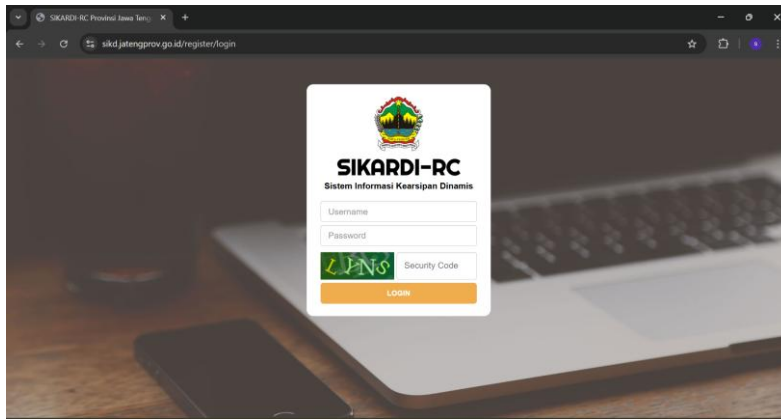 SIKARDI-RC Provinsi Jawa Teng
sikd.jatengprov.go.id/register/login
SIKARDI-RC
Sistem Informasi Kearsipan Dinamis
Username
Password
Security Code
LOGIN